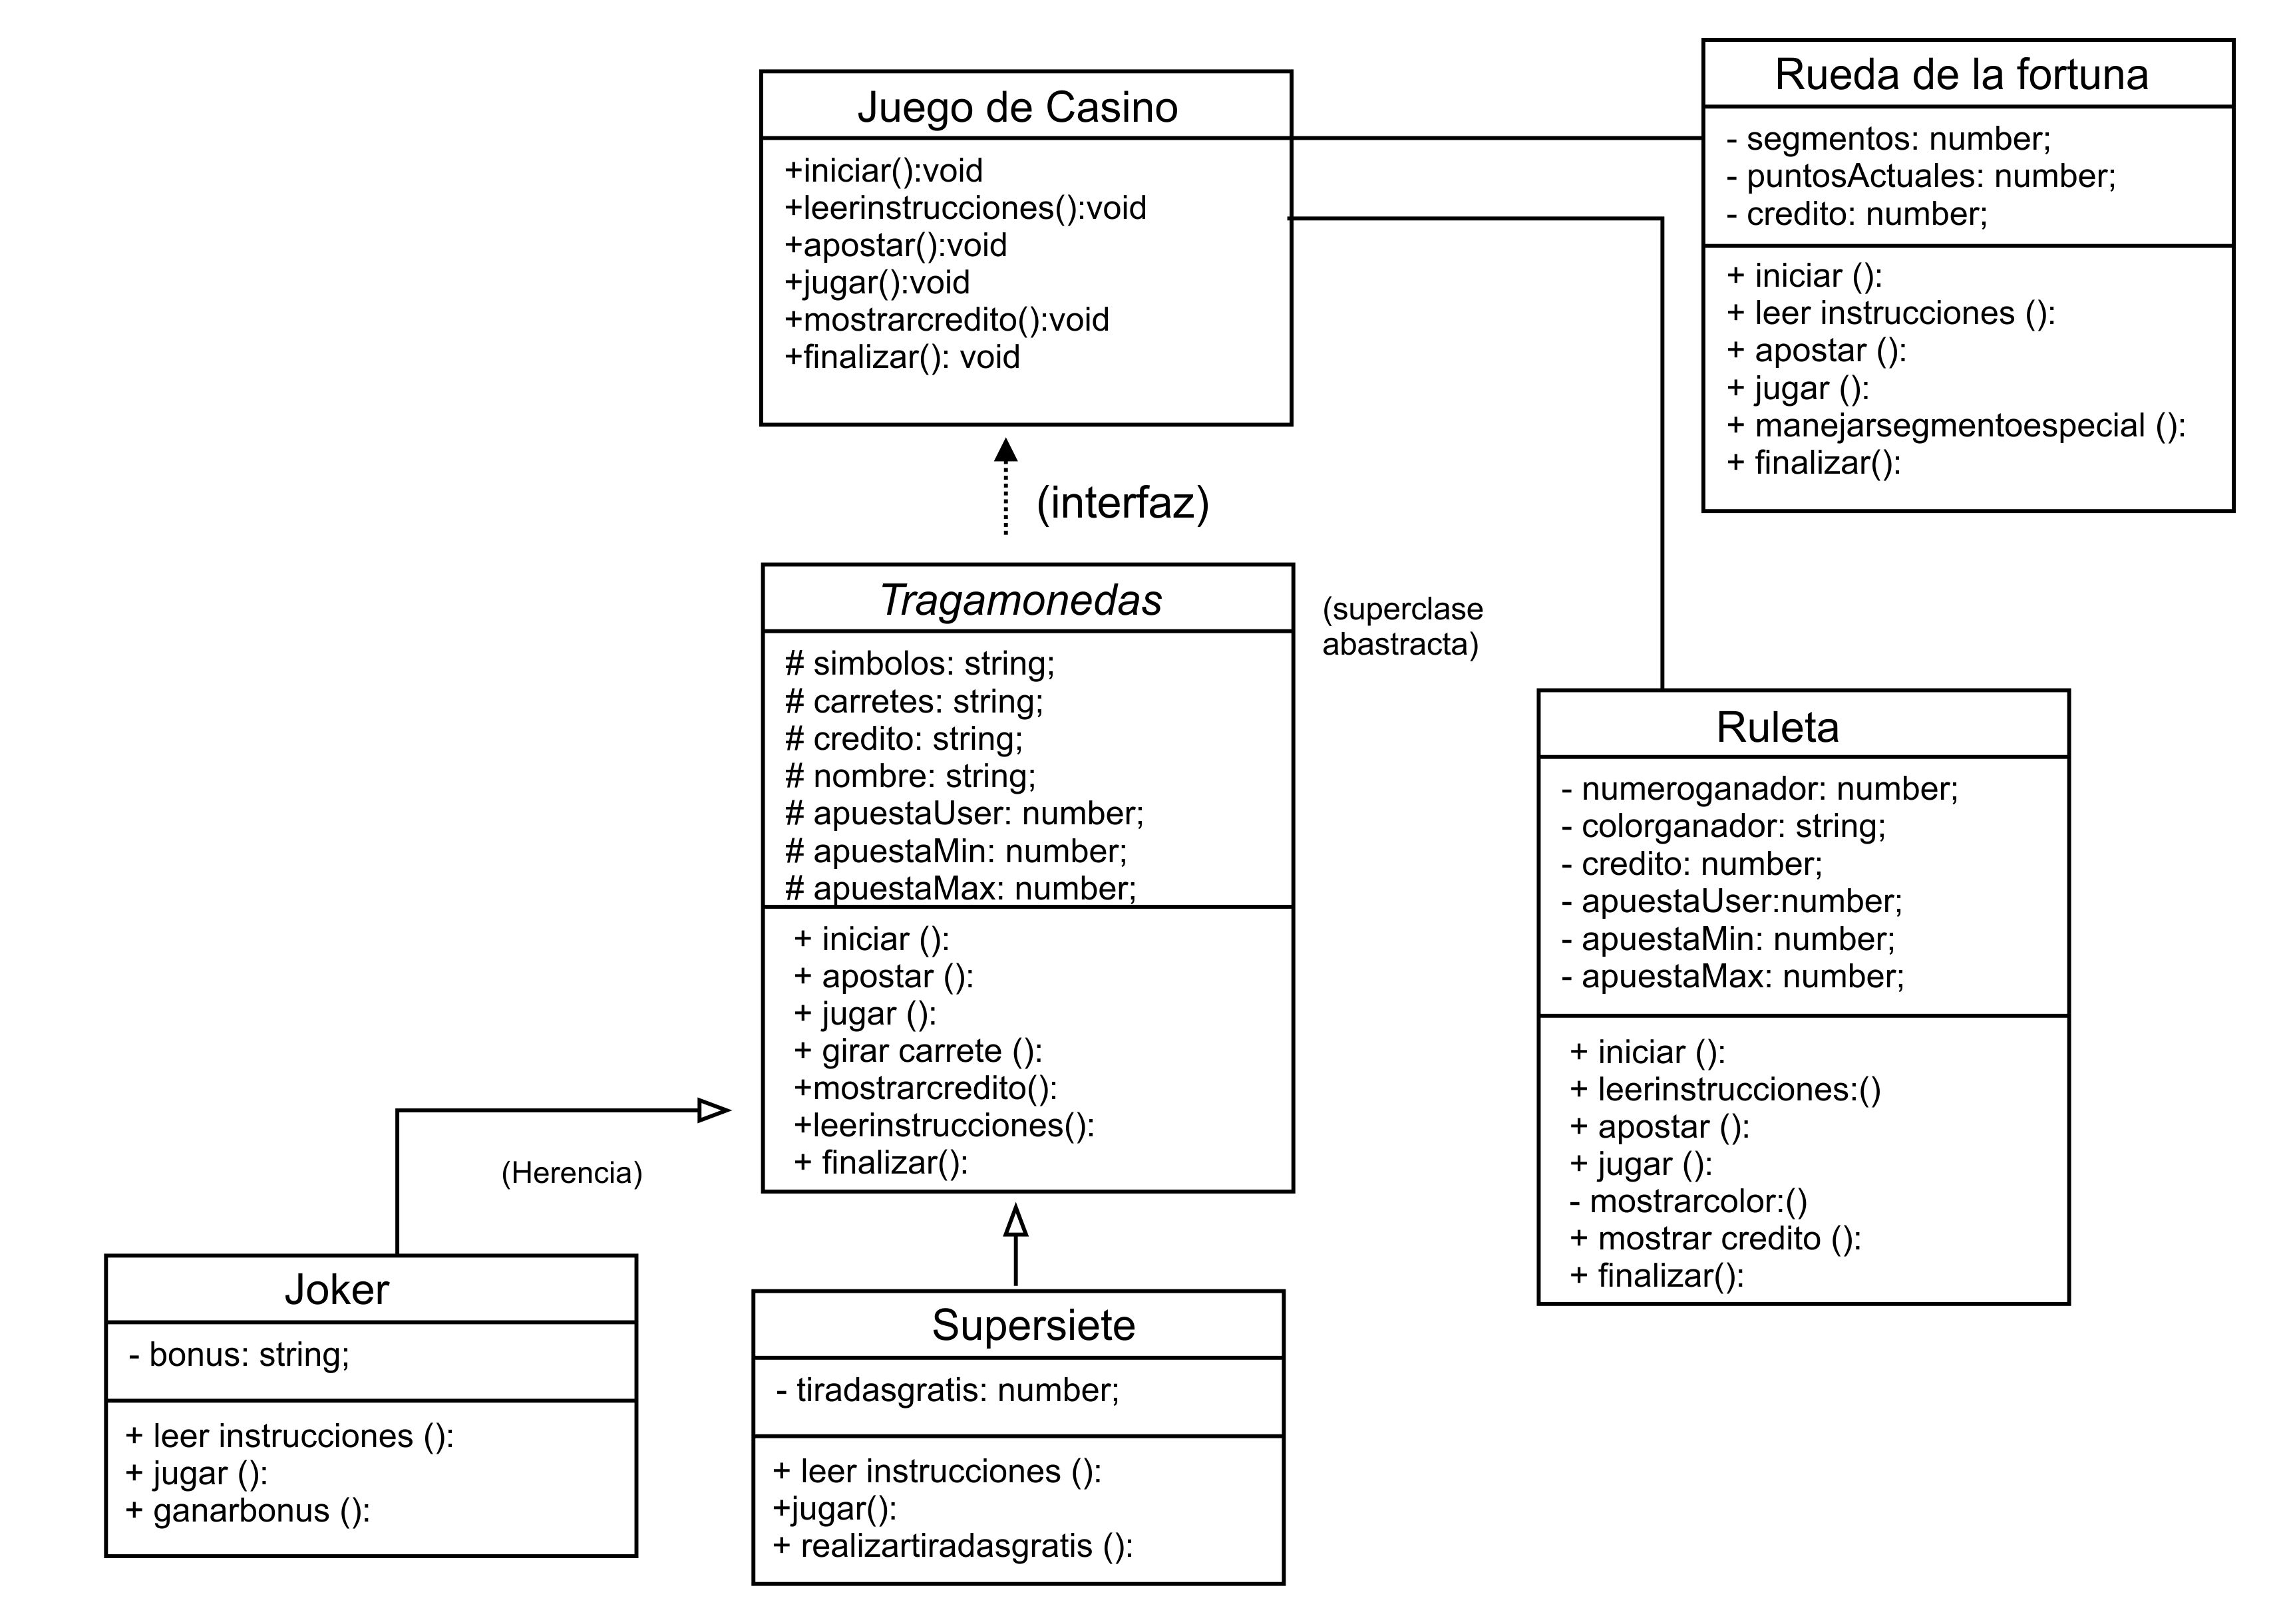 Juego de Casino
+iniciar():void
+leerinstrucciones():void
+apostar():void
+jugar():void
+mostrarcredito():void
+finalizar(): void
Rueda de la fortuna
- segmentos: number;
- puntosActuales: number;
- credito: number;
+ iniciar ():
+ leer instrucciones ():
+ apostar ():
+ jugar ():
+ manejarsegmentoespecial ():
+ finalizar():
(interfaz)
Tragamonedas
# simbolos: string;
# carretes: string;
# credito: string;
# nombre: string;
# apuestaUser: number;
# apuestaMin: number;
# apuestaMax: number;
+ iniciar ():
+ apostar ():
+ jugar ():
+ girar carrete ():
+mostrarcredito():
+leerinstrucciones():
+ finalizar():
(superclase
abastracta)
Ruleta
- numeroganador: number;
- colorganador: string;
- credito: number;
- apuestaUser:number;
- apuestaMin: number;
- apuestaMax: number;
+ iniciar ():
+ leerinstrucciones:()
+ apostar ():
+ jugar ():
- mostrarcolor:()
+ mostrar credito ():
+ finalizar():
(Herencia)
Joker
- bonus: string;
+ leer instrucciones ():
+ jugar ():
+ ganarbonus ():
Supersiete
- tiradasgratis: number;
+ leer instrucciones ():
+jugar():
+ realizartiradasgratis ():